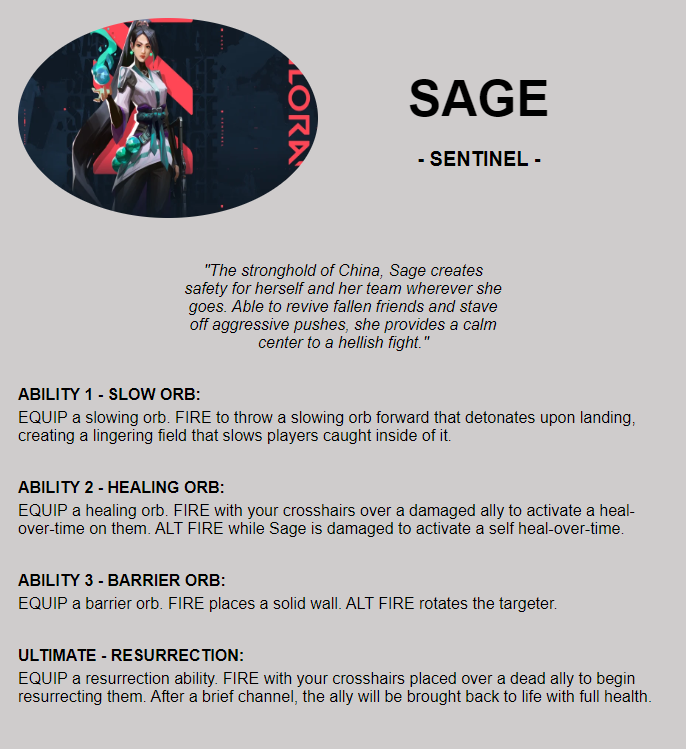 SAGE
- SENTINEL -
"The stronghold of China, Sage creates
safety for herself and her team wherever she
goes. Able to revive fallen friends and stave
off aggressive pushes, she provides a calm
center to a hellish fight."
ABILITY 1 - SLOW ORB:
EQUIP a slowing orb. FIRE to throw a slowing orb forward that detonates upon landing,
creating a lingering field that slows players caught inside of it.
ABILITY 2 - HEALING ORB:
EQUIP a healing orb. FIRE with your crosshairs over a damaged ally to activate a heal-
over-time on them. ALT FIRE while Sage is damaged to activate a self heal-over-time.
ABILITY 3 - BARRIER ORB:
EQUIP a barrier orb. FIRE places a solid wall. ALT FIRE rotates the targeter.
ULTIMATE - RESURRECTION:
EQUIP a resurrection ability. FIRE with your crosshairs placed over a dead ally to begin
resurrecting them. After a brief channel, the ally will be brought back to life with full health.